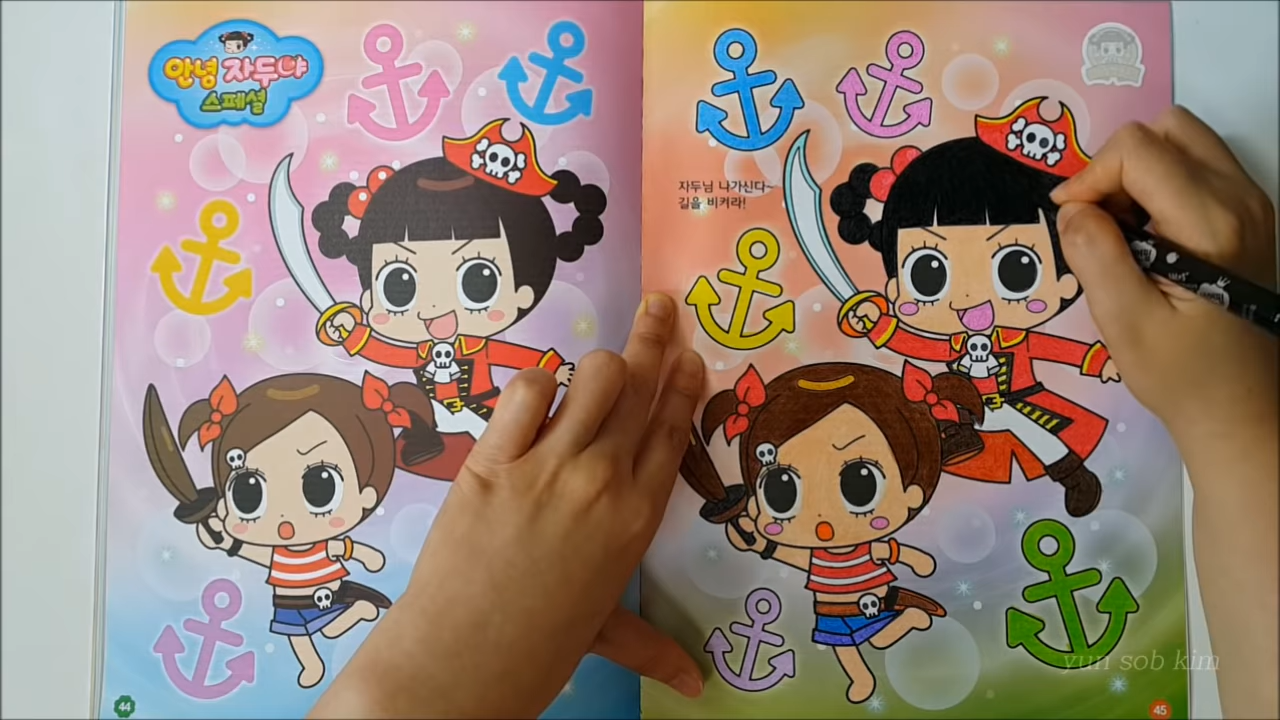 안녕 자두야
스페셜
자두님 나가신다~
길을 비켜라!
44
45
yun sob kim